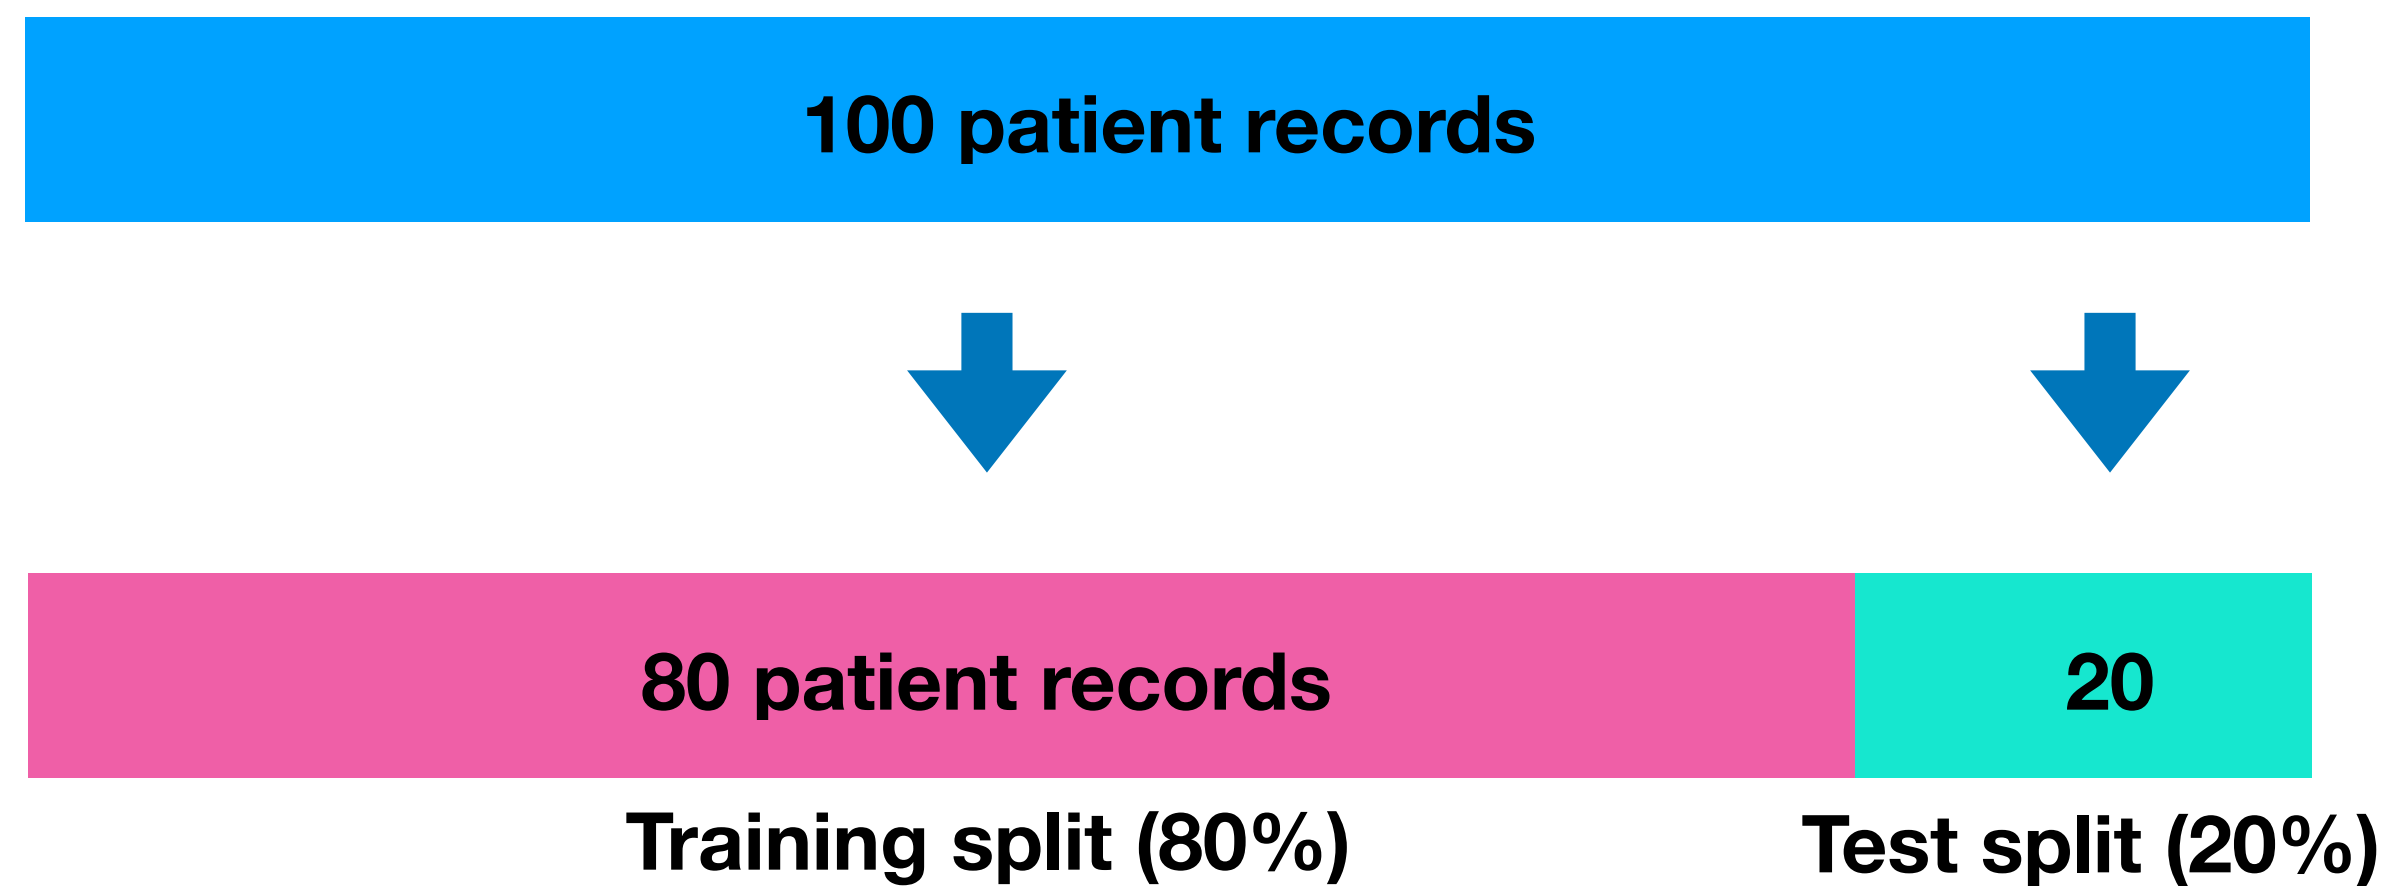 100 patient records
80 patient records
20
Training split (80%)
Test split (20%)